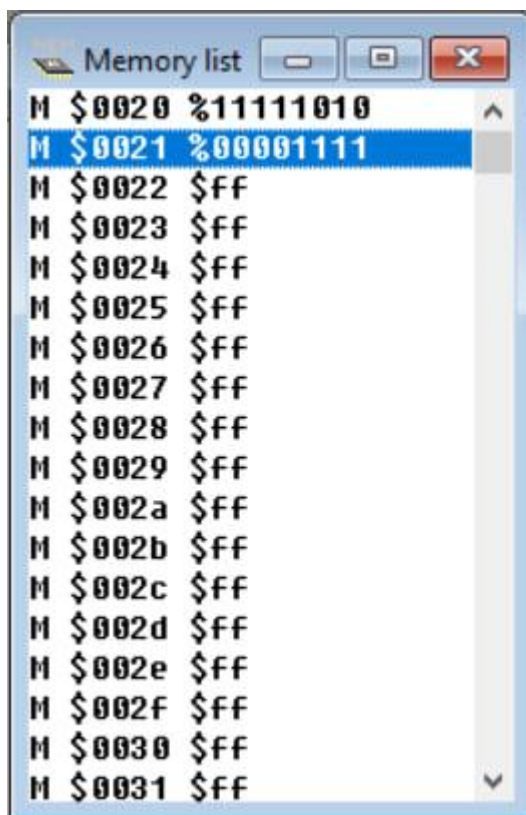 Memory list
M $0020 %11111010
M $0021 %00001111
M $0022 $ff
M $0023 $ff
M $0024 $ff
M $0025 $ff
M $0026 $ff
M $0027 $ff
M $0028 $ff
M $0029 $ff
M $002a $ff
M $002b $ff
M $002c $ff
M $002d $ff
M $002e $ff
M $002f $ff
M $0030 $ff
M $0031 $ff